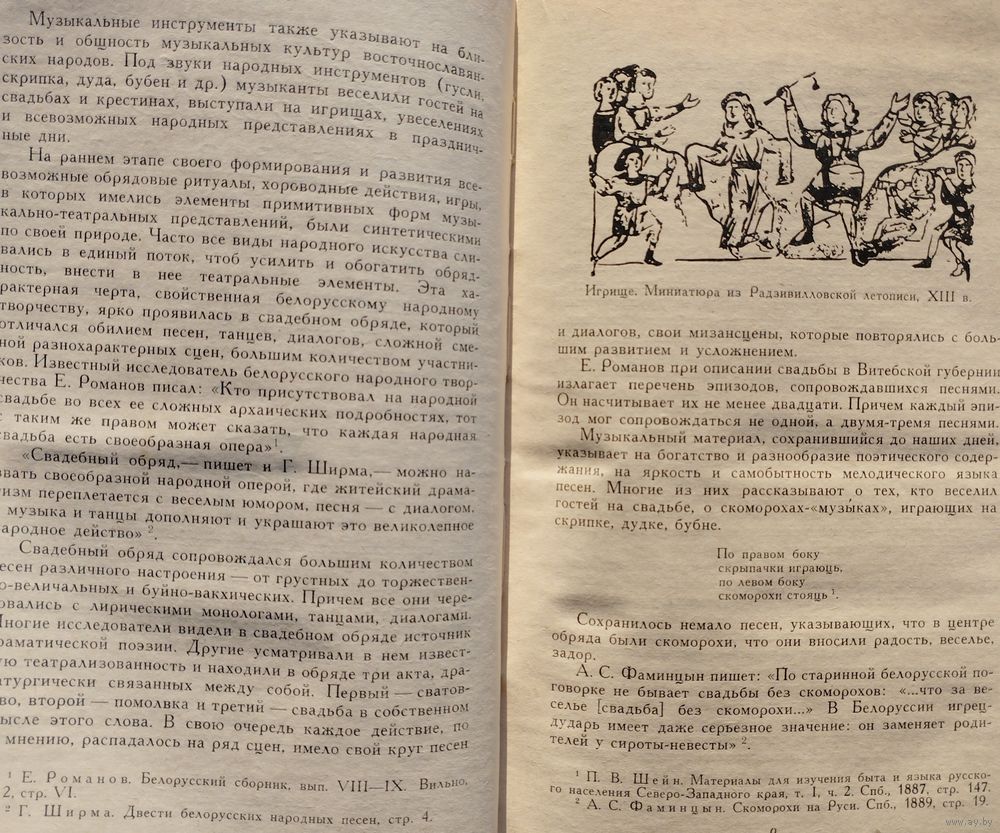 Музыкальные инструменты также указывают на бли-
зость и общность музыкальных культур восточнославян-
ских народов. Под звуки народных инструментов (гусли,
скрипка, дуда, бубен и др.) музыканты веселили гостей на
свадьбах и крестинах, выступали на игрищах, увеселениях
и всевозможных народных представлениях в празднич-
ные дни.
На раннем этапе своего формирования и развития все-
возможные обрядовые ритуалы, хороводные действия, игры,
в которых имелись элементы примитивных форм музы-
кально-театральных представлений, были синтетическими
по своей природе. Часто все виды народного искусства сли-
вались в единый поток, чтоб усилить и обогатить обряд-
ность, внести в нее театральные элементы. Эта ха-
рактерная черта, свойственная белорусскому народному
творчеству, ярко проявилась в свадебном обряде, который
отличался обилием песен, танцев, диалогов, сложной сме-
ной разнохарактерных сцен, большим количеством участни-
ков. Известный исследователь белорусского народного твор-
чества Е. Романов писал: «Кто присутствовал на народной
свадьбе во всех ее сложных архаических подробностях, тот
с таким же правом может сказать, что каждая народная
свадьба есть своеобразная опера»¹.
«Свадебный обряд,— пишет и Г. Ширма,— можно на-
звать своеобразной народной оперой, где житейский драма-
тизм переплетается с веселым юмором, песня — с диалогом,
музыка и танцы дополняют и украшают это великолепное
народное действо»².
Свадебный обряд сопровождался большим количеством
песен различного настроения — от грустных до торжествен-
но-величальных и буйно-вакхических. Причем все они чере-
довались с лирическими монологами, танцами, диалогами.
Многие исследователи видели в свадебном обряде источник
драматической поэзии. Другие усматривали в нем извест-
ную театрализованность и находили в обряде три акта, дра-
матургически связанных между собой. Первый — сватов-
ство, второй — помолвка и третий — свадьба в собственном
смысле этого слова. В свою очередь каждое действие, по
мнению, распадалось на ряд сцен, имело свой круг песен
¹ Е. Романов. Белорусский сборник, вып. VIII—IX. Вильно,
2, стр. VI.
² Г. Ширма. Двести белорусских народных песен, стр. 4.
Игрище. Миниатюра из Радзивилловской летописи, XIII в.
и диалогов, свои мизансцены, которые повторялись с боль-
шим развитием и усложнением.
Е. Романов при описании свадьбы в Витебской губернии
излагает перечень эпизодов, сопровождавшихся песнями.
Он насчитывает их не менее двадцати. Причем каждый эпи-
зод мог сопровождаться не одной, а двумя-тремя песнями.
Музыкальный материал, сохранившийся до наших дней,
указывает на богатство и разнообразие поэтического содер-
жания, на яркость и самобытность мелодического языка
песен. Многие из них рассказывают о тех, кто веселил
гостей на свадьбе, о скоморохах-«музы́ках», играющих на
скрипке, дудке, бубне.
По правом боку
скрыпачки играюць,
по левом боку
скоморохи стояць¹.
Сохранилось немало песен, указывающих, что в центре
обряда были скоморохи, что они вносили радость, веселье,
задор.
А. С. Фаминцын пишет: «По старинной белорусской по-
говорке не бывает свадьбы без скоморохов: «...что за ве-
селье [свадьба] без скоморохи...» В Белоруссии игрец-
дударь имеет даже серьезное значение: он заменяет роди-
телей у сироты-невесты»².
¹ П. В. Шейн. Материалы для изучения быта и языка русско-
го населения Северо-Западного края, т. I, ч. 2. Спб., 1887, стр. 147.
² А. С. Фаминцын. Скоморохи на Руси. Спб., 1889, стр. 19.
www.ay.by